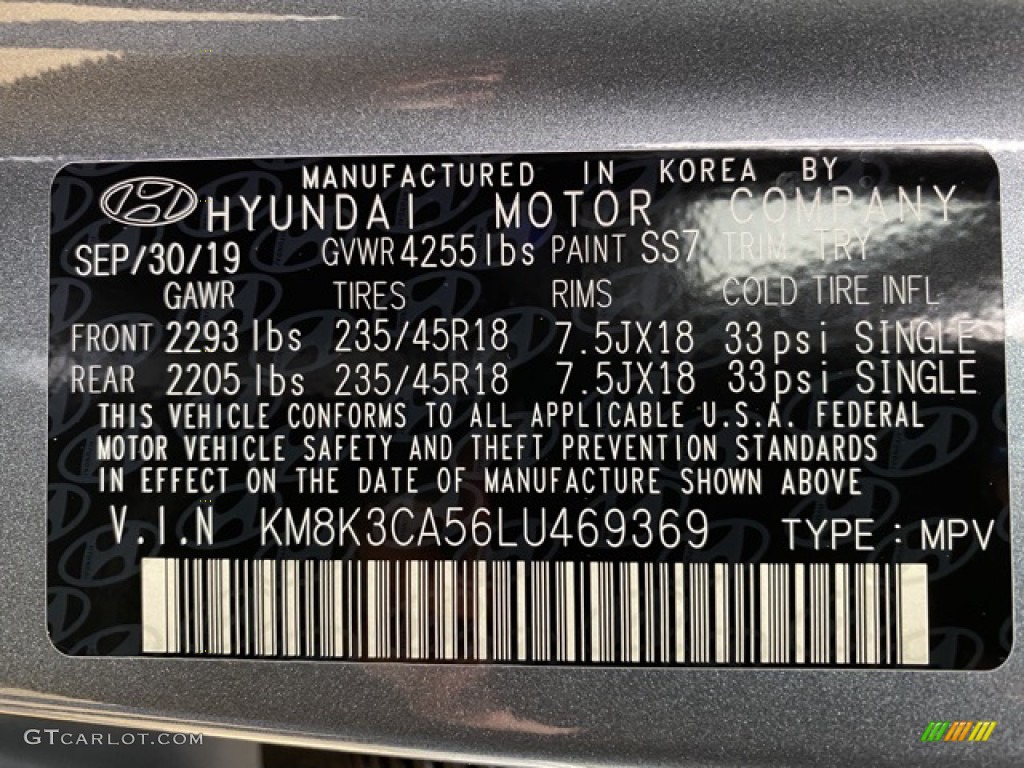 MANUFACTURED IN KOREA BY
HYUNDAI MOTOR COMPANY
SEP/30/19 GVWR 4255 lbs PAINT SS7 TRIM TRY
GAWR TIRES RIMS COLD TIRE INFL
FRONT 2293 lbs 235/45R18 7.5JX18 33psi SINGLE
REAR 2205 lbs 235/45R18 7.5JX18 33psi SINGLE
THIS VEHICLE CONFORMS TO ALL APPLICABLE U.S.A. FEDERAL
MOTOR VEHICLE SAFETY AND THEFT PREVENTION STANDARDS
IN EFFECT ON THE DATE OF MANUFACTURE SHOWN ABOVE
V.I.N KM8K3CA56LU469369 TYPE : MPV
GTCARLOT.COM